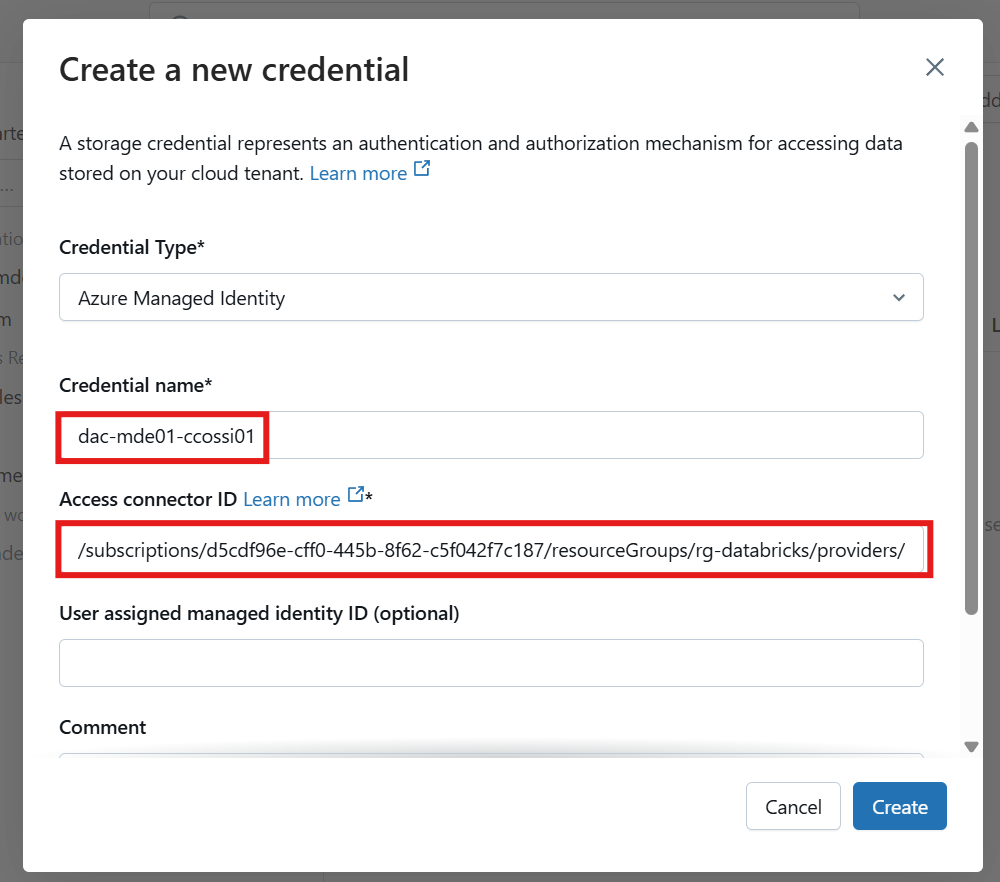 Create a new credential
A storage credential represents an authentication and authorization mechanism for accessing data
stored on your cloud tenant. Learn more
Credential Type*
Azure Managed Identity
Credential name*
dac-mde01-ccossi01
Access connector ID Learn more *
/subscriptions/d5cdf96e-cff0-445b-8f62-c5f042f7c187/resourceGroups/rg-databricks/providers/
User assigned managed identity ID (optional)
Comment
Cancel Create